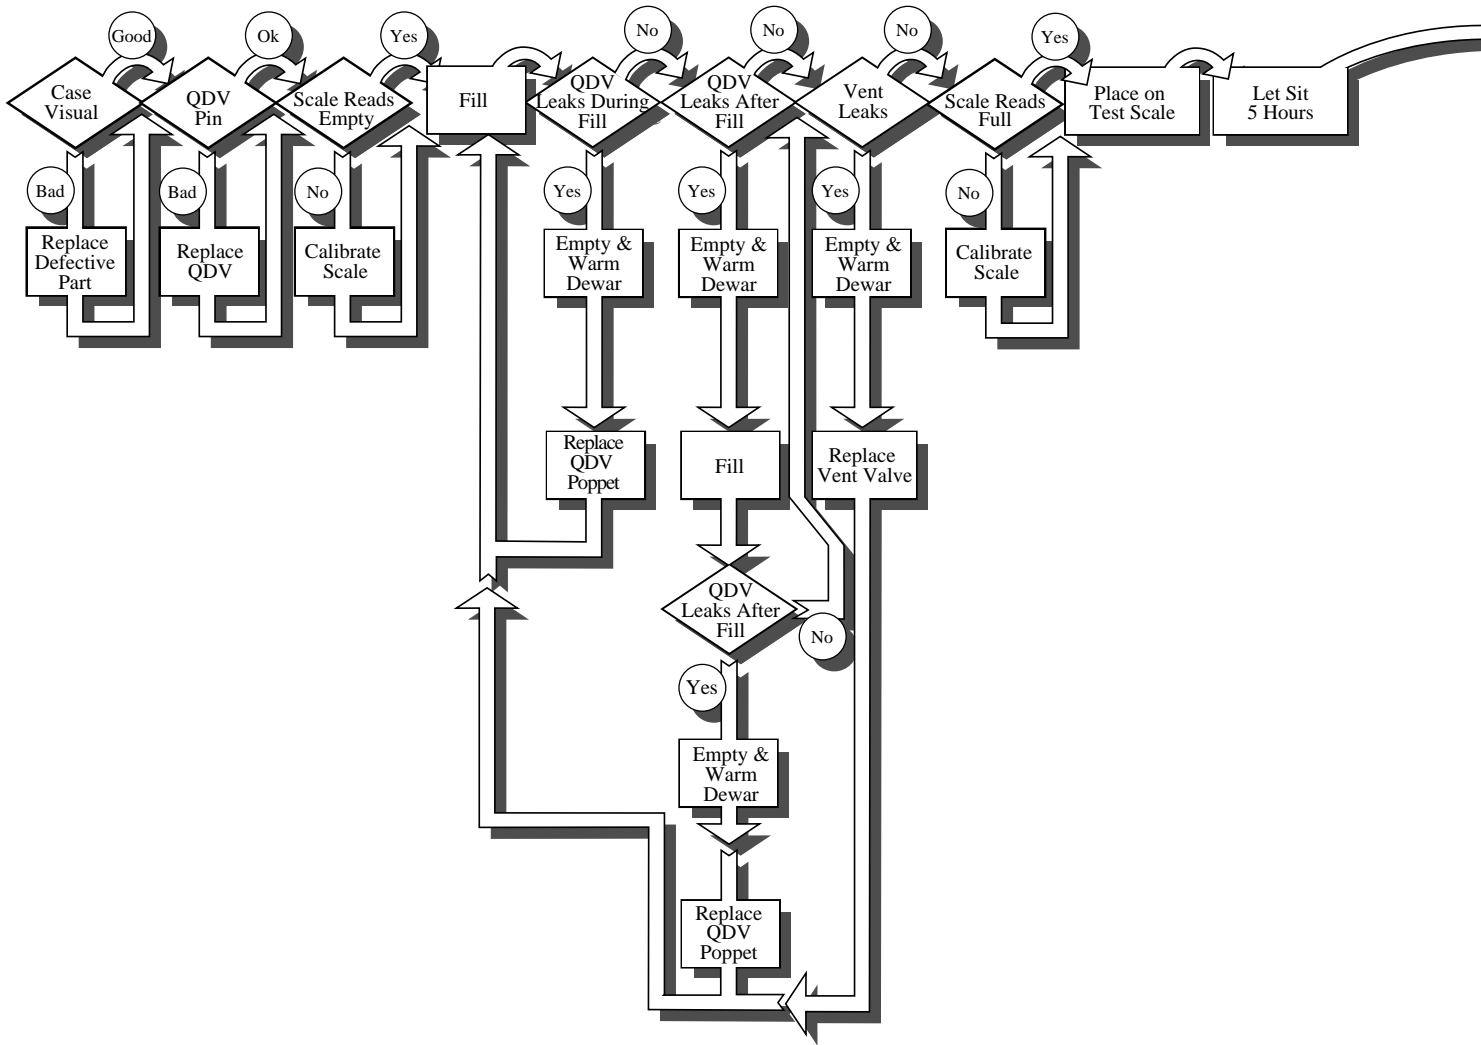 Good
Ok
Yes
No
No
No
Yes
Case
Visual
QDV
Pin
Scale Reads
Empty
Fill
QDV
Leaks During
Fill
QDV
Leaks After
Fill
Vent
Leaks
Scale Reads
Full
Place on
Test Scale
Let Sit
5 Hours
Bad
Bad
No
Yes
Yes
Yes
No
Replace
Defective
Part
Replace
QDV
Calibrate
Scale
Empty &
Warm
Dewar
Empty &
Warm
Dewar
Empty &
Warm
Dewar
Calibrate
Scale
Replace
QDV
Poppet
Fill
Replace
Vent Valve
QDV
Leaks After
Fill
No
Yes
Empty &
Warm
Dewar
Replace
QDV
Poppet